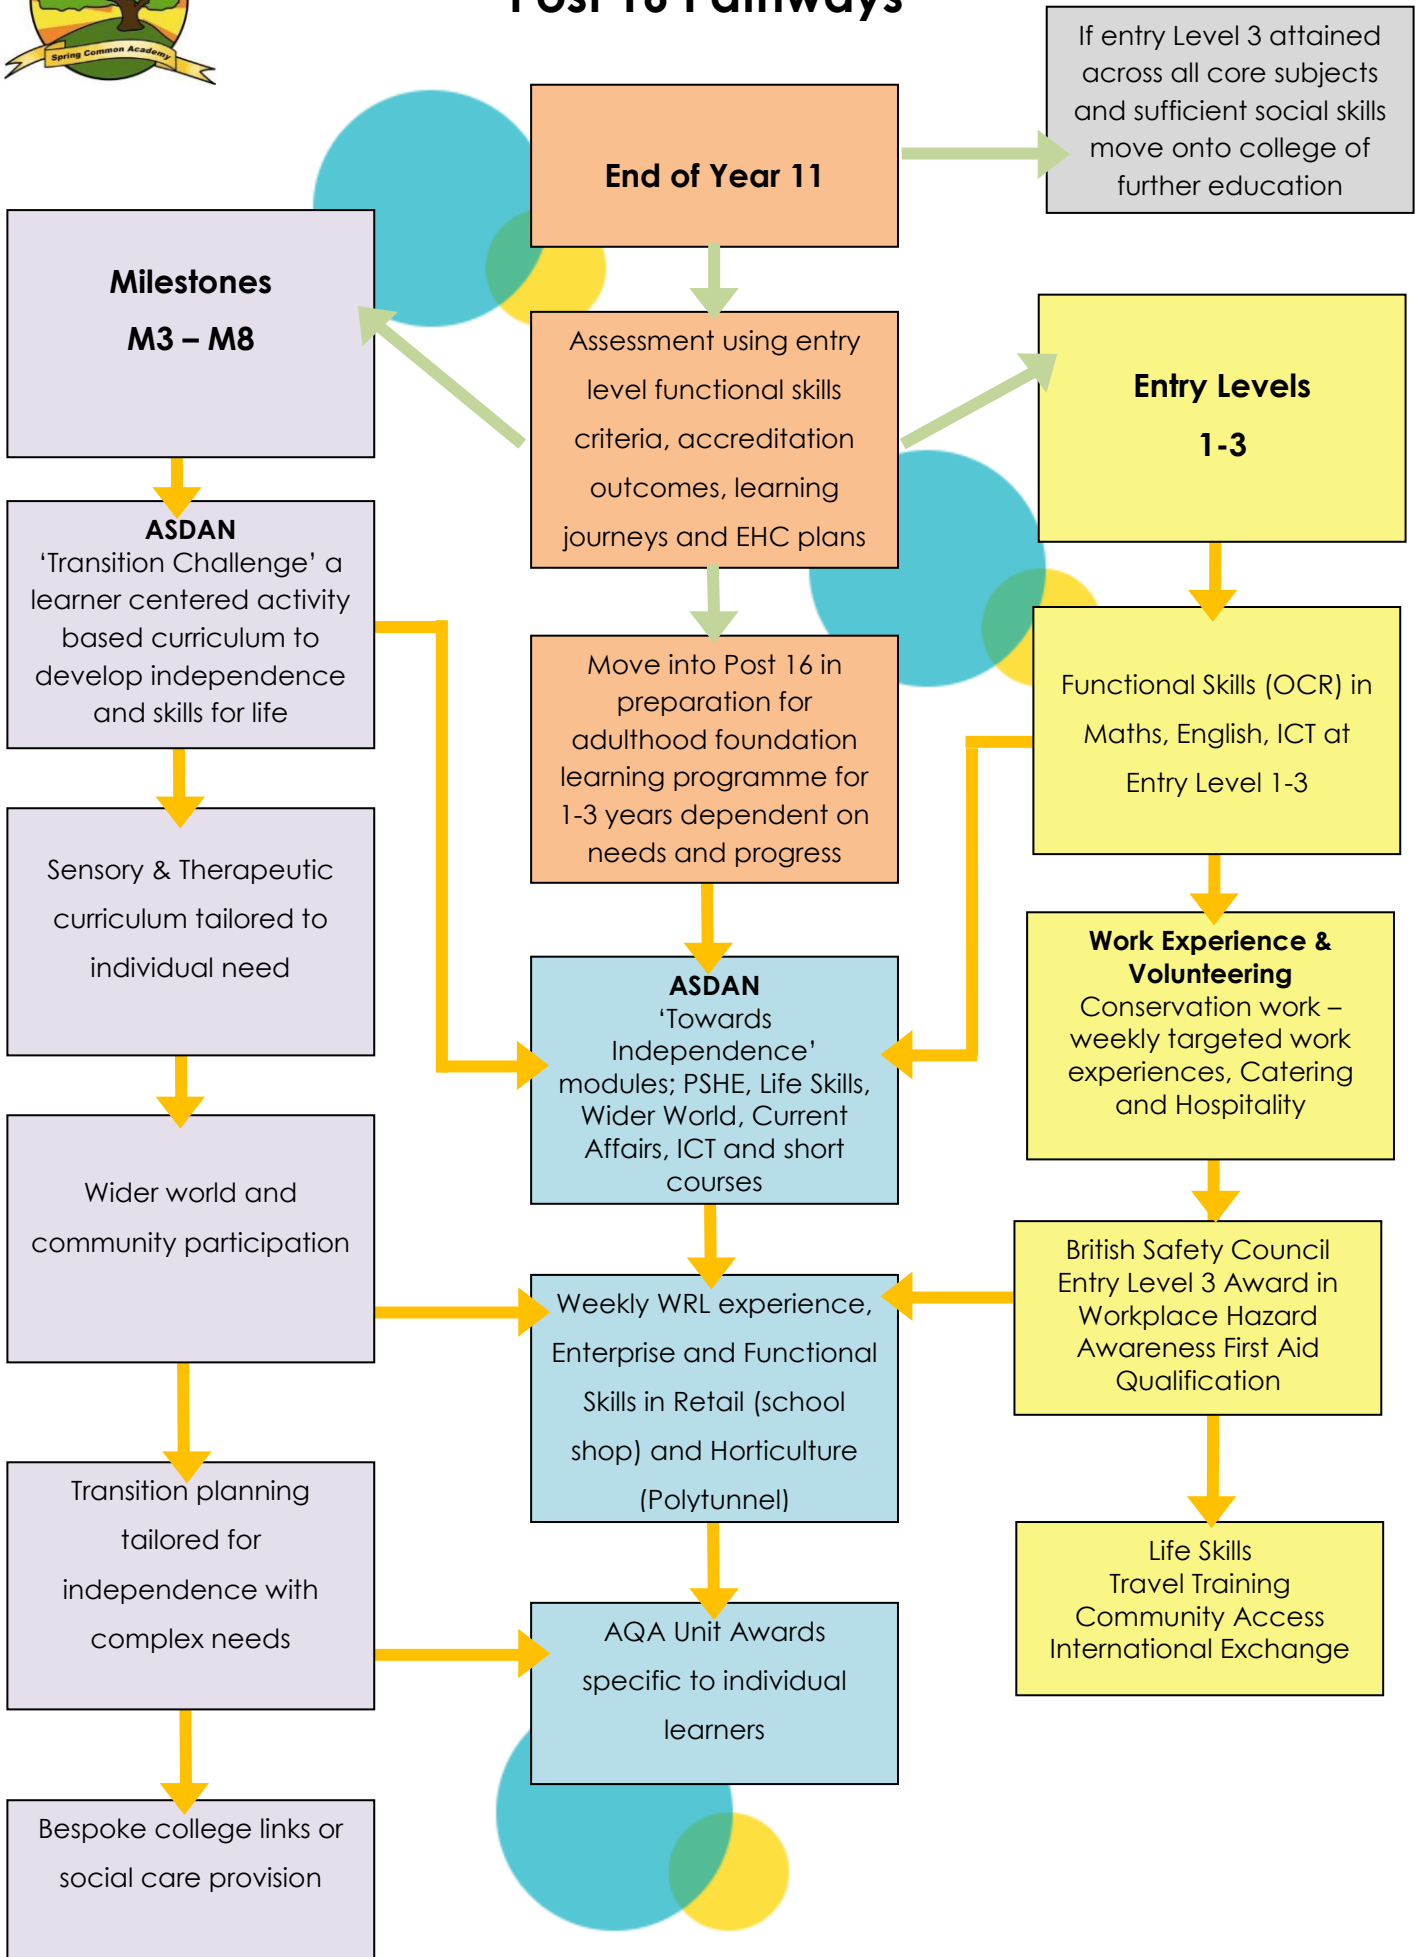 Post 16 Pathways
Spring Common Academy
If entry Level 3 attained
across all core subjects
and sufficient social skills
move onto college of
further education
End of Year 11
Milestones
M3 – M8
Assessment using entry
level functional skills
criteria, accreditation
outcomes, learning
journeys and EHC plans
Entry Levels
1-3
ASDAN
‘Transition Challenge’ a
learner centered activity
based curriculum to
develop independence
and skills for life
Move into Post 16 in
preparation for
adulthood foundation
learning programme for
1-3 years dependent on
needs and progress
Functional Skills (OCR) in
Maths, English, ICT at
Entry Level 1-3
Sensory & Therapeutic
curriculum tailored to
individual need
ASDAN
‘Towards
Independence’
modules; PSHE, Life Skills,
Wider World, Current
Affairs, ICT and short
courses
Work Experience &
Volunteering
Conservation work –
weekly targeted work
experiences, Catering
and Hospitality
Wider world and
community participation
Weekly WRL experience,
Enterprise and Functional
Skills in Retail (school
shop) and Horticulture
(Polytunnel)
British Safety Council
Entry Level 3 Award in
Workplace Hazard
Awareness First Aid
Qualification
Transition planning
tailored for
independence with
complex needs
AQA Unit Awards
specific to individual
learners
Life Skills
Travel Training
Community Access
International Exchange
Bespoke college links or
social care provision